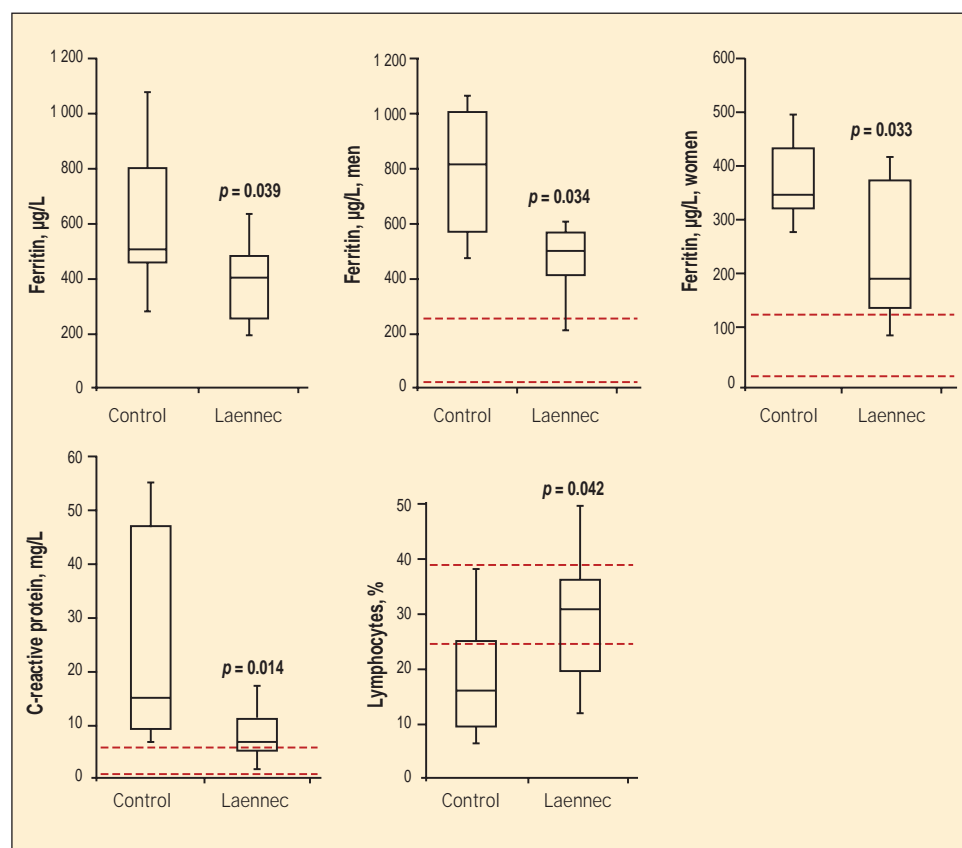 Ferritin, µg/L
1 200
1 000
800
600
400
200
0
p = 0.039
Control
Laennec
Ferritin, µg/L, men
1 200
1 000
800
600
400
200
0
p = 0.034
Control
Laennec
Ferritin, µg/L, women
600
500
400
300
200
100
0
p = 0.033
Control
Laennec
C-reactive protein, mg/L
60
50
40
30
20
10
0
p = 0.014
Control
Laennec
Lymphocytes, %
50
40
30
20
10
0
p = 0.042
Control
Laennec